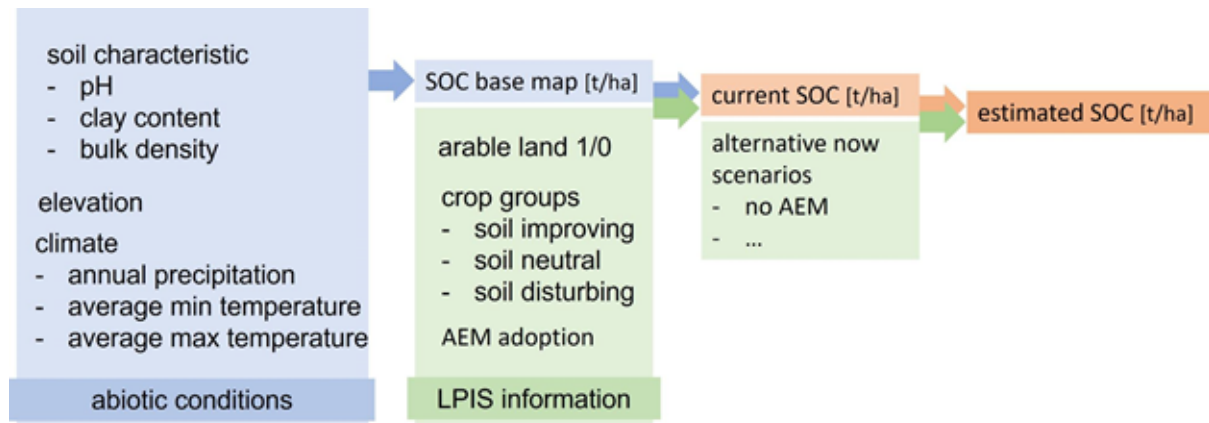 soil characteristic
- pH
- clay content
- bulk density
elevation
climate
- annual precipitation
- average min temperature
- average max temperature
abiotic conditions
SOC base map [t/ha]
arable land 1/0
crop groups
- soil improving
- soil neutral
- soil disturbing
AEM adoption
LPIS information
current SOC [t/ha]
alternative now
scenarios
- no AEM
- ...
estimated SOC [t/ha]